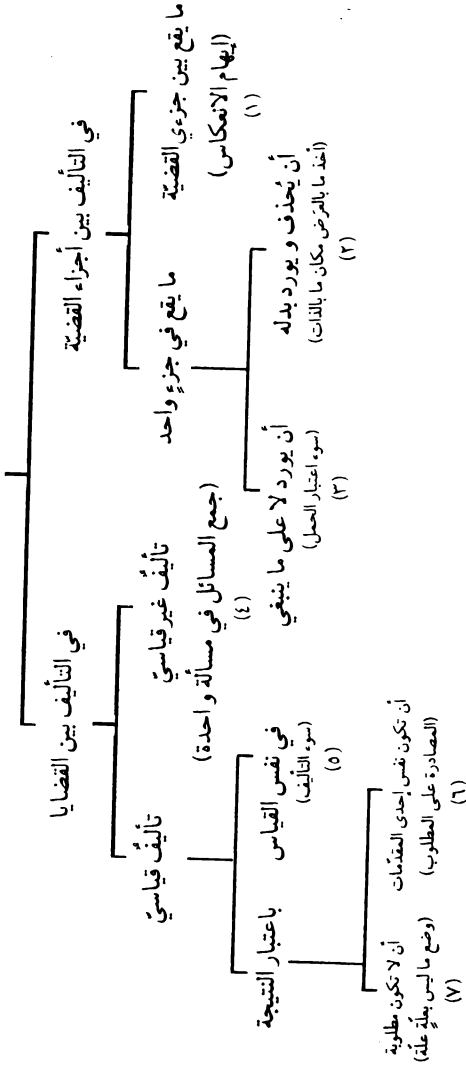 في التأليف بين أجزاء القضيّة
ما يقع بين جزءي القضيّة
(إيهام الانعكاس)
(١)
ما يقع في جزءٍ واحد
أن يُحذف و يورد بدله
(أخذ ما بالعَرَض مكان ما بالذات)
(٢)
أن يورد لا على ما ينبغي
(سوء اعتبار الحمل)
(٣)
في التأليف بين القضايا
تأليفٌ غير قياسيّ
(جمع المسائل في مسألة واحدة)
(٤)
تأليفٌ قياسيّ
في نفس القياس
(سوء التأليف)
(٥)
باعتبار النتيجة
أن تكون نفس إحدى المقدّمات
(المصادرة على المطلوب)
(٦)
أن لا تكون مطلوبة
(وضع ما ليس بعلّةٍ علّة)
(٧)